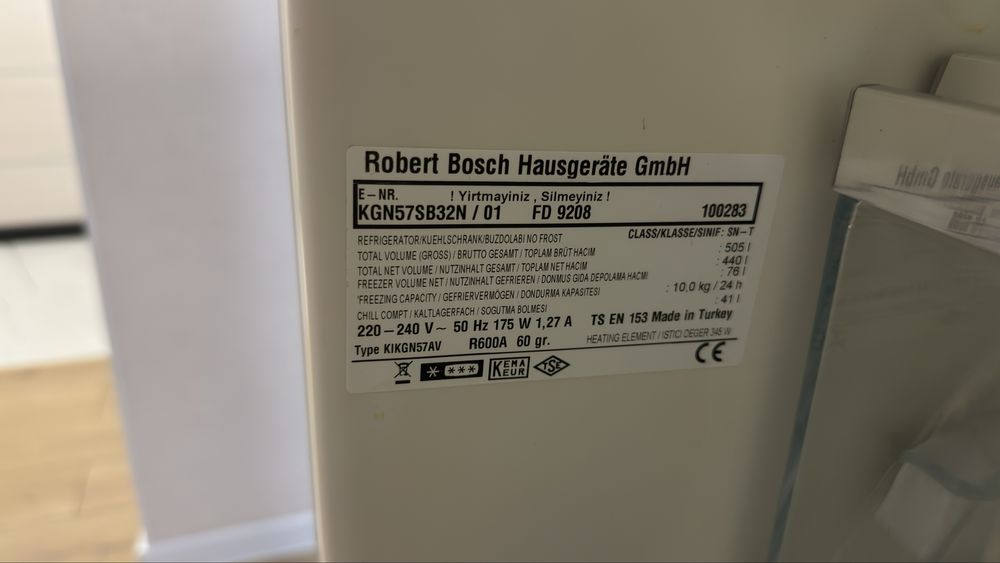 Robert Bosch Hausgeräte GmbH
E-NR. ! Yirtmayiniz , Silmeyiniz !
KGN57SB32N / 01 FD 9208 100283
REFRIGERATOR/KUEHLSCHRANK/BUZDOLABI NO FROST CLASS/KLASSE/SINIF: SN-T
TOTAL VOLUME (GROSS) / BRUTTO GESAMT / TOPLAM BRÜT HACIM : 505 l
TOTAL NET VOLUME / NUTZINHALT GESAMT / TOPLAM NET HACIM : 440 l
FREEZER VOLUME NET / NUTZINHALT GEFRIEREN / DONMUS GIDA DEPOLAMA HACMI : 76 l
FREEZING CAPACITY / GEFRIERVERMÖGEN / DONDURMA KAPASITESI : 10,0 kg / 24 h
CHILL COMPT / KALTLAGERFACH / SOGUTMA BOLMESI : 41 l
220-240 V~ 50 Hz 175 W 1,27 A TS EN 153 Made in Turkey
Type KIKGN57AV R600A 60 gr. HEATING ELEMENT / ISTICI DEGER 345 W
* *** KEMA KEUR TSE CE